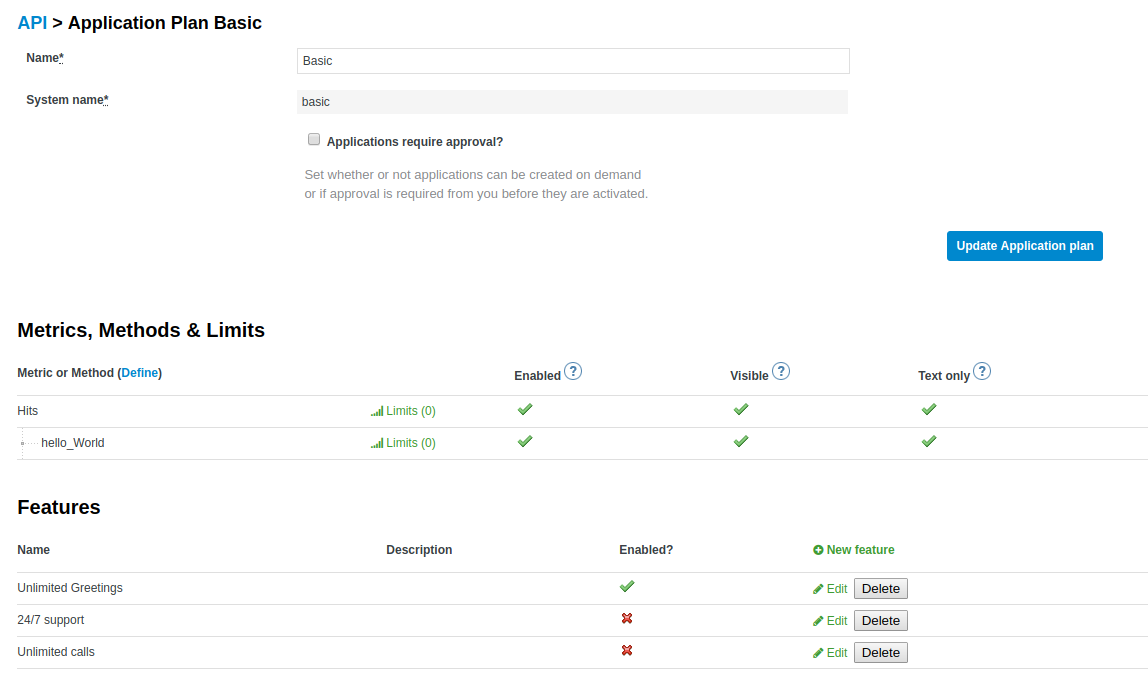 API > Application Plan Basic
Name*
Basic
System name*
basic
Applications require approval?
Set whether or not applications can be created on demand
or if approval is required from you before they are activated.
Update Application plan
Metrics, Methods & Limits
Metric or Method (Define) Enabled ? Visible ? Text only ?
Hits Limits (0)
hello_World Limits (0)
Features
Name Description Enabled? New feature
Unlimited Greetings Edit Delete
24/7 support Edit Delete
Unlimited calls Edit Delete